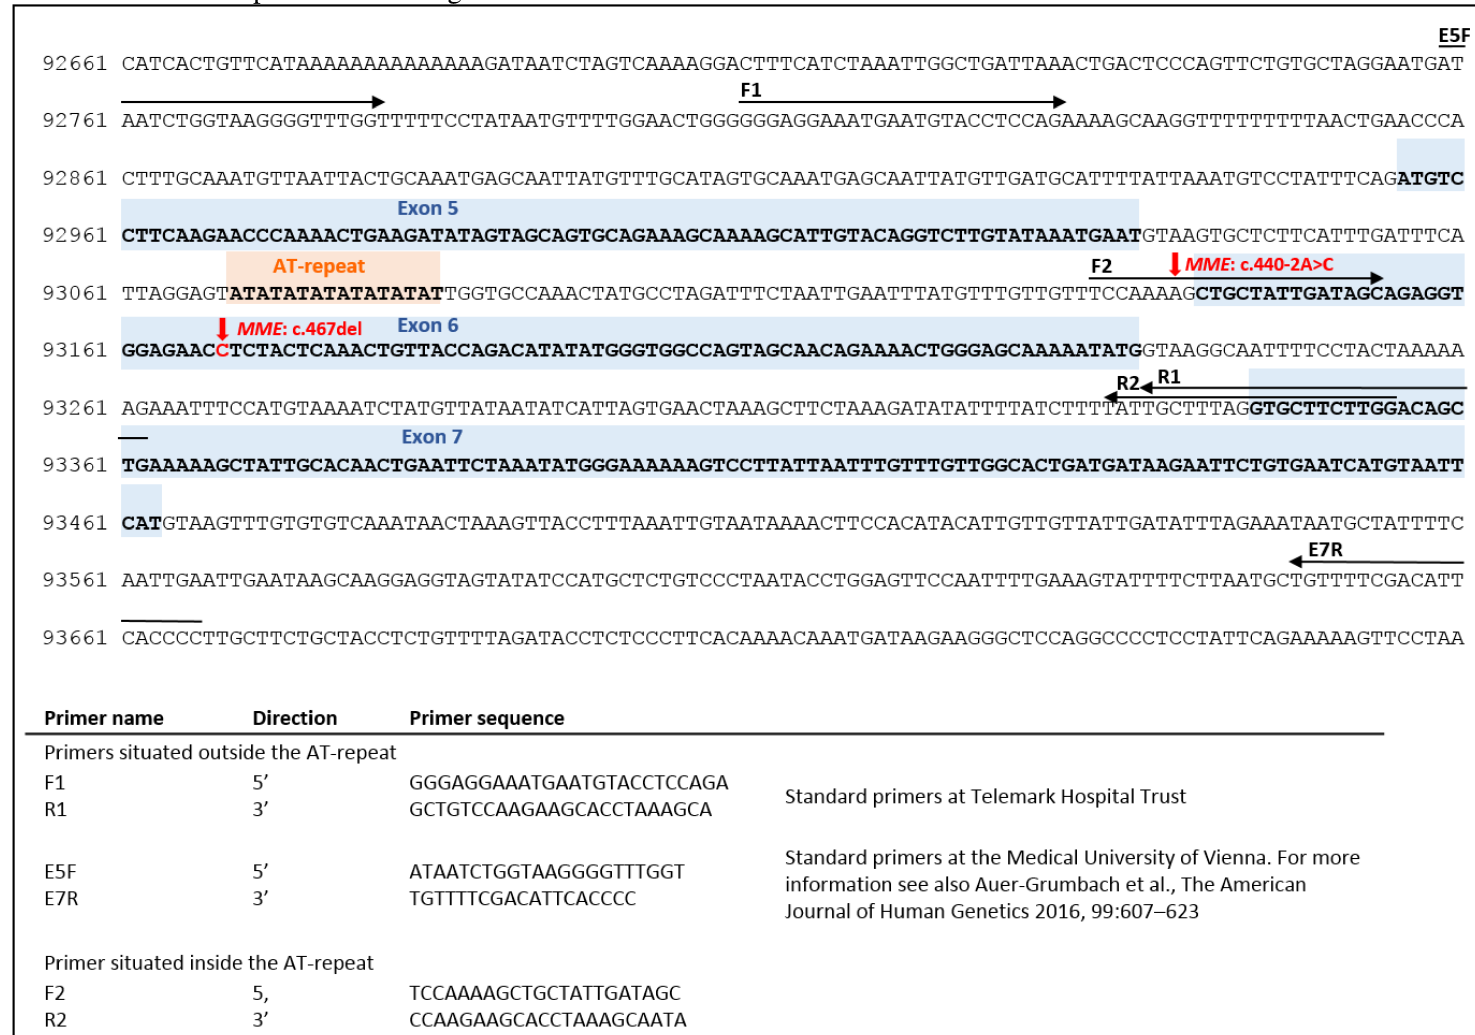 E5F
92661 CATCACTGTTCATAAAAAAAAAAAAAAGATAATCTAGTCAAAAGGACTTTCATCTAAATTGGCTGATTAAACTGACTCCCAGTTCTGTGCTAGGAATGAT
F1
92761 AATCTGGTAAGGGGTTTGGTTTTTCCTATAATGTTTTGGAACTGGGGGGAGGAAATGAATGTACCTCCAGAAAAGCAAGGTTTTTTTTTTAACTGAACCCA
92861 CTTTGCAAATGTTAATTACTGCAAATGAGCAATTATGTTTGCATAGTGCAAATGAGCAATTATGTTGATGCATTTTATTAAATGTCCTATTTCAGATGTC
Exon 5
92961 CTTCAAGAACCCAAAACTGAAGATATAGTAGCAGTGCAGAAAGCAAAAGCATTGTACAGGTCTTGTATAAATGAATGTAAGTGCTCTTCATTTGATTTCA
AT-repeat F2 MME: c.440-2A>C
93061 TTAGGAGTATATATATATATATATTGGTGCCAAACTATGCCTAGATTTCTAATTGAATTTATGTTTGTTGTTTCCAAAAGCTGCTATTGATAGCAGAGGT
MME: c.467del Exon 6
93161 GGAGAACCTCTACTCAAACTGTTACCAGACATATATGGGTGGCCAGTAGCAACAGAAAACTGGGAGCAAAAATATGGTAAGGCAATTTTCCTACTAAAAA
R2 R1
93261 AGAAATTTCCATGTAAAATCTATGTTATAATATCATTAGTGAACTAAAGCTTCTAAAGATATATTTTATCTTTTATTGCTTTAGGTGCTTCTTGGACAGC
Exon 7
93361 TGAAAAAGCTATTGCACAACTGAATTCTAAATATGGGAAAAAAGTCCTTATTAATTTGTTTGTTGGCACTGATGATAAGAATTCTGTGAATCATGTAATT
93461 CATGTAAGTTTGTGTGTCAAATAACTAAAGTTACCTTTAAATTGTAATAAAACTTCCACATACATTGTTGTTATTGATATTTAGAAATAATGCTATTTTC
E7R
93561 AATTGAATTGAATAAGCAAGGAGGTAGTATATCCATGCTCTGTCCCTAATACCTGGAGTTCCAATTTTGAAAGTATTTTCTTAATGCTGTTTTCGACATT
93661 CACCCCTTGCTTCTGCTACCTCTGTTTTAGATACCTCTCCCTTCACAAAACAAATGATAAGAAGGGCTCCAGGCCCCTCCTATTCAGAAAAAGTTCCTAA
Primer name Direction Primer sequence
Primers situated outside the AT-repeat
F1 5’ GGGAGGAAATGAATGTACCTCCAGA
R1 3’ GCTGTCCAAGAAGCACCTAAAGCA
Standard primers at Telemark Hospital Trust
E5F 5’ ATAATCTGGTAAGGGGTTTGGT
E7R 3’ TGTTTTCGACATTCACCCC
Standard primers at the Medical University of Vienna. For more
information see also Auer-Grumbach et al., The American
Journal of Human Genetics 2016, 99:607–623
Primer situated inside the AT-repeat
F2 5, TCCAAAAGCTGCTATTGATAGC
R2 3’ CCAAGAAGCACCTAAAGCAATA